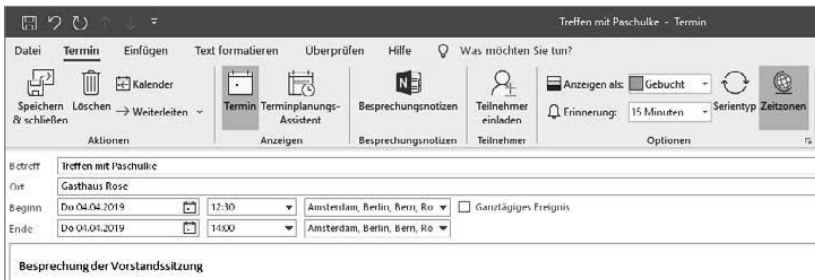 Treffen mit Paschulke - Termin
Datei Termin Einfügen Text formatieren Überprüfen Hilfe Was möchten Sie tun?
Speichern & schließen Löschen Kalender Weiterleiten Termin Terminplanungs-Assistent Besprechungsnotizen Teilnehmer einladen Anzeigen als: Gebucht Erinnerung: 15 Minuten Serientyp Zeitzonen
Aktionen Anzeigen Besprechungsnotizen Teilnehmer Optionen
Betreff Treffen mit Paschulke
Ort Gasthaus Rose
Beginn Do 04.04.2019 12:30 Amsterdam, Berlin, Bern, Ro Ganztägiges Ereignis
Ende Do 04.04.2019 14:00 Amsterdam, Berlin, Bern, Ro
Besprechung der Vorstandssitzung